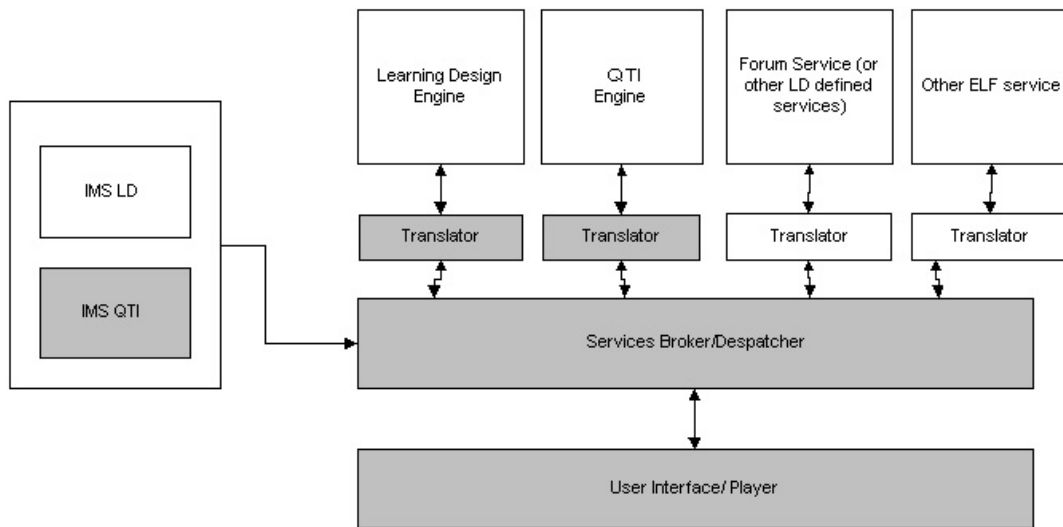 Learning Design
Engine
QTI
Engine
Forum Service (or
other LD defined
services)
Other ELF service
IMS LD
IMS QTI
Translator
Translator
Translator
Translator
Services Broker/Despatcher
User Interface/ Player